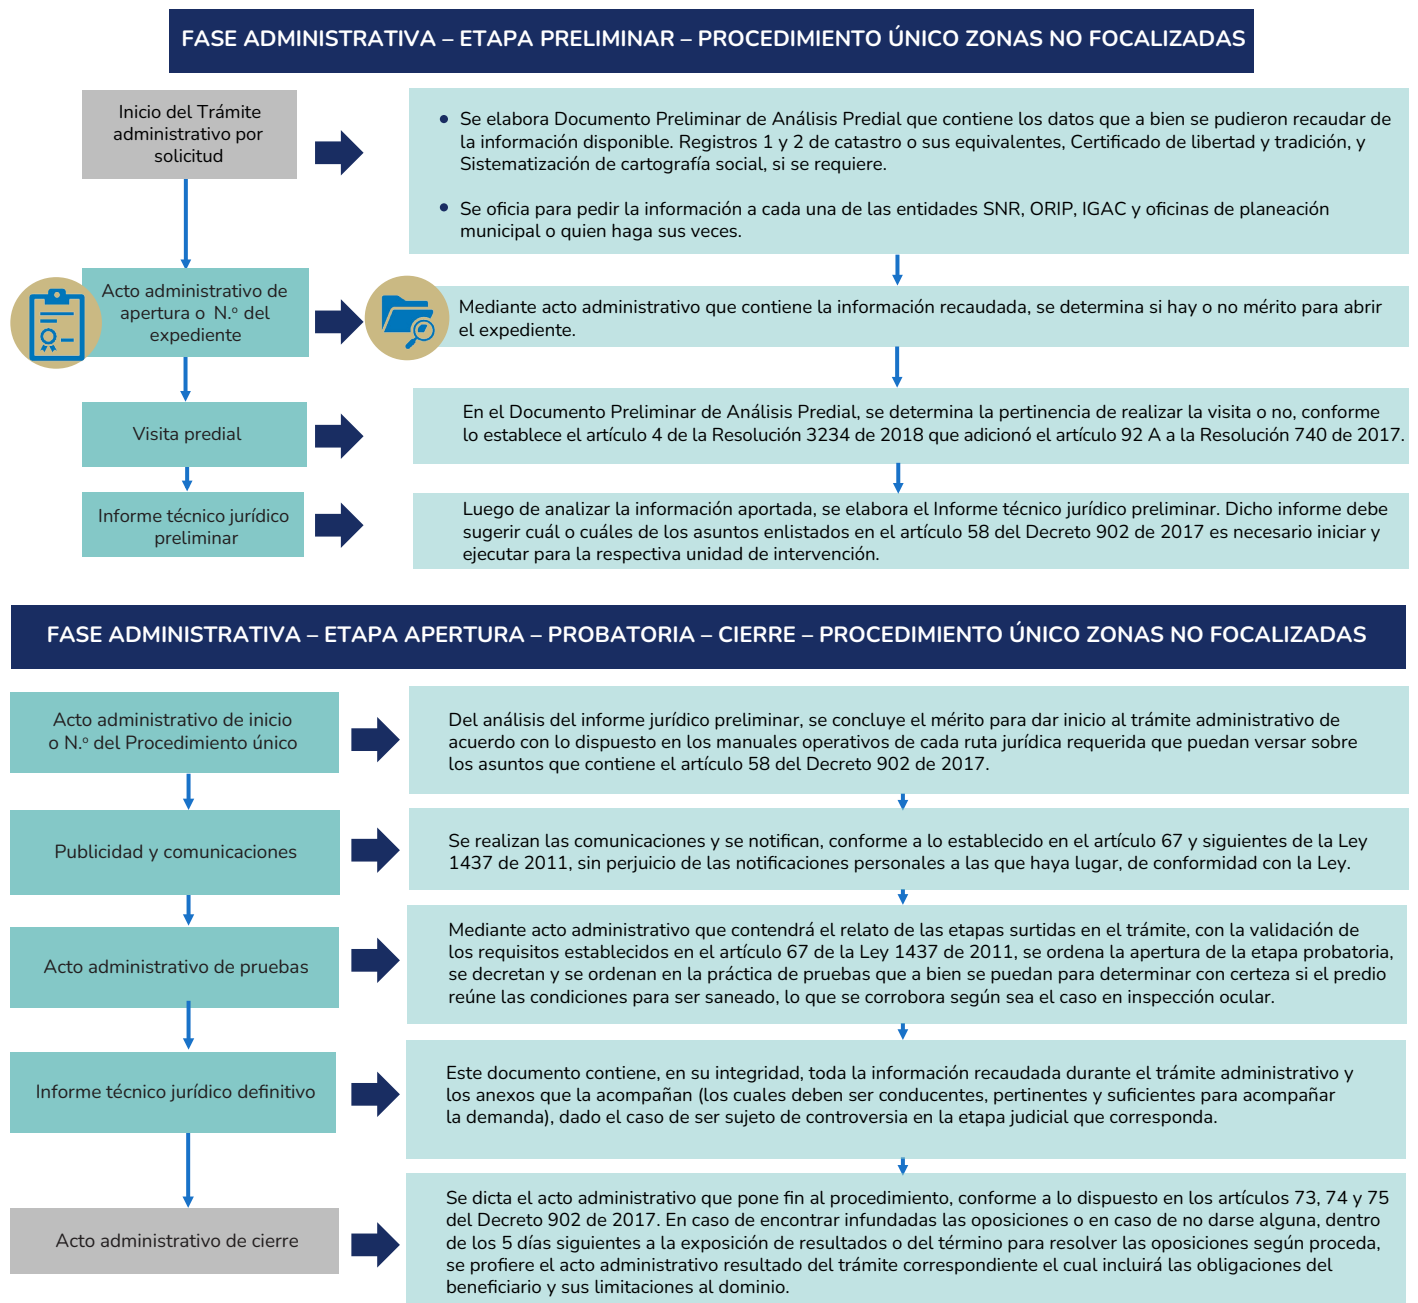 FASE ADMINISTRATIVA – ETAPA PRELIMINAR – PROCEDIMIENTO ÚNICO ZONAS NO FOCALIZADAS
Inicio del Trámite
administrativo por
solicitud
• Se elabora Documento Preliminar de Análisis Predial que contiene los datos que a bien se pudieron recaudar de
la información disponible. Registros 1 y 2 de catastro o sus equivalentes, Certificado de libertad y tradición, y
Sistematización de cartografía social, si se requiere.
• Se oficia para pedir la información a cada una de las entidades SNR, ORIP, IGAC y oficinas de planeación
municipal o quien haga sus veces.
Acto administrativo de
apertura o N.º del
expediente
Mediante acto administrativo que contiene la información recaudada, se determina si hay o no mérito para abrir
el expediente.
Visita predial
En el Documento Preliminar de Análisis Predial, se determina la pertinencia de realizar la visita o no, conforme
lo establece el artículo 4 de la Resolución 3234 de 2018 que adicionó el artículo 92 A a la Resolución 740 de 2017.
Informe técnico jurídico
preliminar
Luego de analizar la información aportada, se elabora el Informe técnico jurídico preliminar. Dicho informe debe
sugerir cuál o cuáles de los asuntos enlistados en el artículo 58 del Decreto 902 de 2017 es necesario iniciar y
ejecutar para la respectiva unidad de intervención.
FASE ADMINISTRATIVA – ETAPA APERTURA – PROBATORIA – CIERRE – PROCEDIMIENTO ÚNICO ZONAS NO FOCALIZADAS
Acto administrativo de inicio
o N.º del Procedimiento único
Del análisis del informe jurídico preliminar, se concluye el mérito para dar inicio al trámite administrativo de
acuerdo con lo dispuesto en los manuales operativos de cada ruta jurídica requerida que puedan versar sobre
los asuntos que contiene el artículo 58 del Decreto 902 de 2017.
Publicidad y comunicaciones
Se realizan las comunicaciones y se notifican, conforme a lo establecido en el artículo 67 y siguientes de la Ley
1437 de 2011, sin perjuicio de las notificaciones personales a las que haya lugar, de conformidad con la Ley.
Acto administrativo de pruebas
Mediante acto administrativo que contendrá el relato de las etapas surtidas en el trámite, con la validación de
los requisitos establecidos en el artículo 67 de la Ley 1437 de 2011, se ordena la apertura de la etapa probatoria,
se decretan y se ordenan en la práctica de pruebas que a bien se puedan para determinar con certeza si el predio
reúne las condiciones para ser saneado, lo que se corrobora según sea el caso en inspección ocular.
Informe técnico jurídico definitivo
Este documento contiene, en su integridad, toda la información recaudada durante el trámite administrativo y
los anexos que la acompañan (los cuales deben ser conducentes, pertinentes y suficientes para acompañar
la demanda), dado el caso de ser sujeto de controversia en la etapa judicial que corresponda.
Acto administrativo de cierre
Se dicta el acto administrativo que pone fin al procedimiento, conforme a lo dispuesto en los artículos 73, 74 y 75
del Decreto 902 de 2017. En caso de encontrar infundadas las oposiciones o en caso de no darse alguna, dentro
de los 5 días siguientes a la exposición de resultados o del término para resolver las oposiciones según proceda,
se profiere el acto administrativo resultado del trámite correspondiente el cual incluirá las obligaciones del
beneficiario y sus limitaciones al dominio.